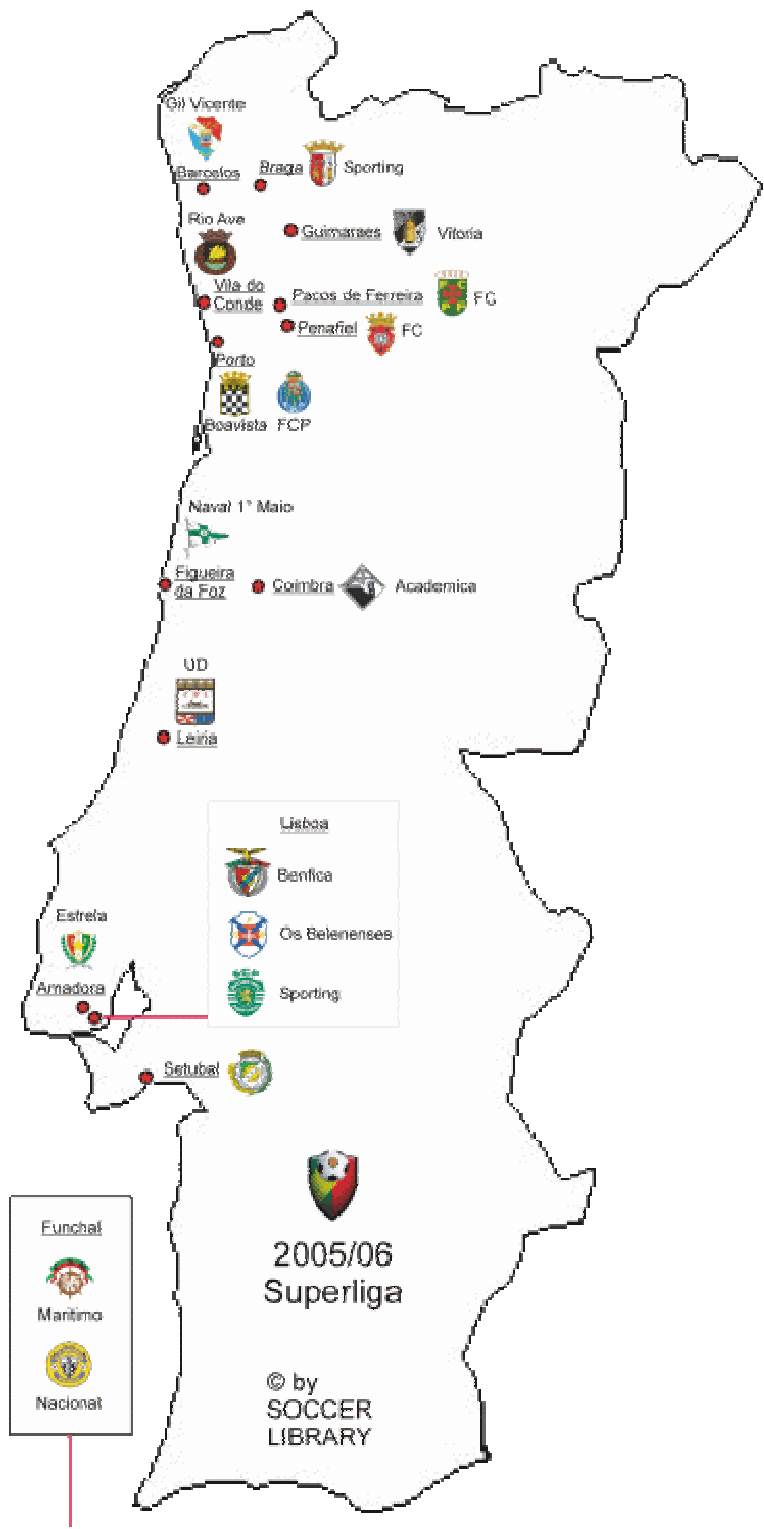 Gil Vicente
Barcelos
Braga
Sporting
Rio Ave
Guimaraes
Vitoria
Vila do
Conde
Pacos de Ferreira
FC
Penafiel
FC
Porto
Boavista
FCP
Naval 1° Maio
Figueira
da Foz
Coimbra
Academica
UD
Leiria
Lisboa
Benfica
Os Belenenses
Sporting
Estrela
Amadora
Setubal
Funchal
Maritimo
Nacional
2005/06
Superliga
© by
SOCCER
LIBRARY